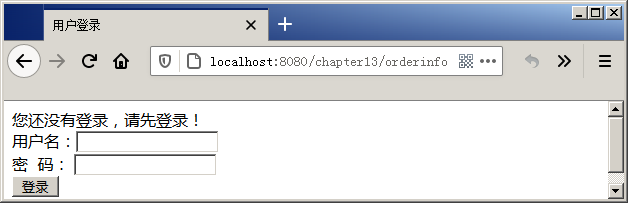 用户登录
localhost:8080/chapter13/orderinfo
您还没有登录，请先登录！
用户名：
密 码：
登录